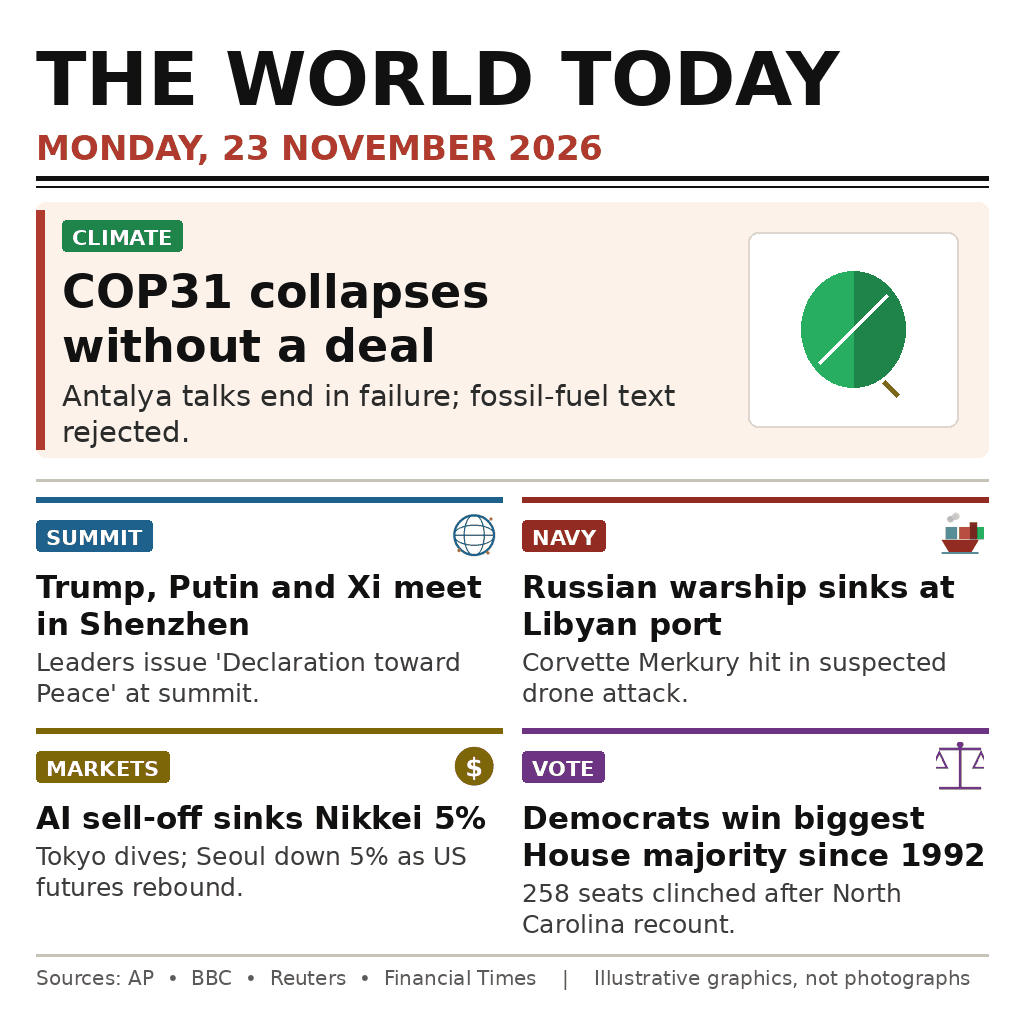 THE WORLD TODAY
MONDAY, 23 NOVEMBER 2026
CLIMATE
COP31 collapses
without a deal
Antalya talks end in failure; fossil-fuel text
rejected.
SUMMIT
Trump, Putin and Xi meet
in Shenzhen
Leaders issue 'Declaration toward
Peace' at summit.
NAVY
Russian warship sinks at
Libyan port
Corvette Merkury hit in suspected
drone attack.
MARKETS
$
AI sell-off sinks Nikkei 5%
Tokyo dives; Seoul down 5% as US
futures rebound.
VOTE
Democrats win biggest
House majority since 1992
258 seats clinched after North
Carolina recount.
Sources: AP • BBC • Reuters • Financial Times | Illustrative graphics, not photographs